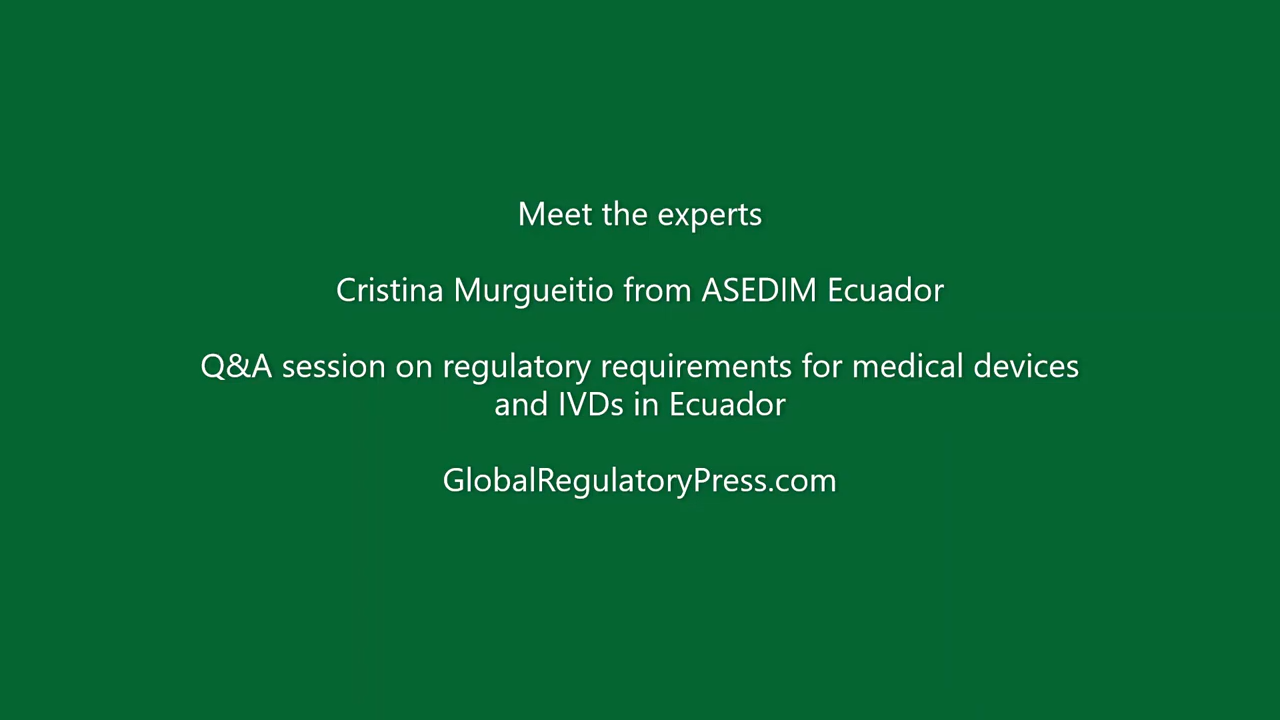 Meet the experts
Cristina Murgueitio from ASEDIM Ecuador
Q&A session on regulatory requirements for medical devices
and IVDs in Ecuador
GlobalRegulatoryPress.com